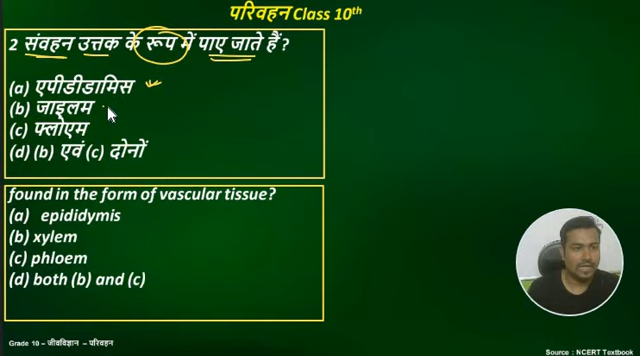 परिवहन Class 10th
2 संवहन उत्तक के रूप में पाए जाते हैं ?
(a) एपीडीडामिस
(b) जाइलम
(c) फ्लोएम
(d) (b) एवं (c) दोनों
found in the form of vascular tissue?
(a) epididymis
(b) xylem
(c) phloem
(d) both (b) and (c)
Grade 10 – जीवविज्ञान – परिवहन
Source : NCERT Textbook